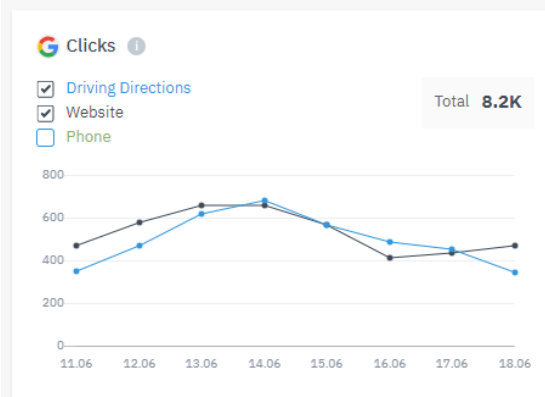 Clicks i
Driving Directions
Website
Phone
Total 8.2K
800
600
400
200
0
11.06 12.06 13.06 14.06 15.06 16.06 17.06 18.06